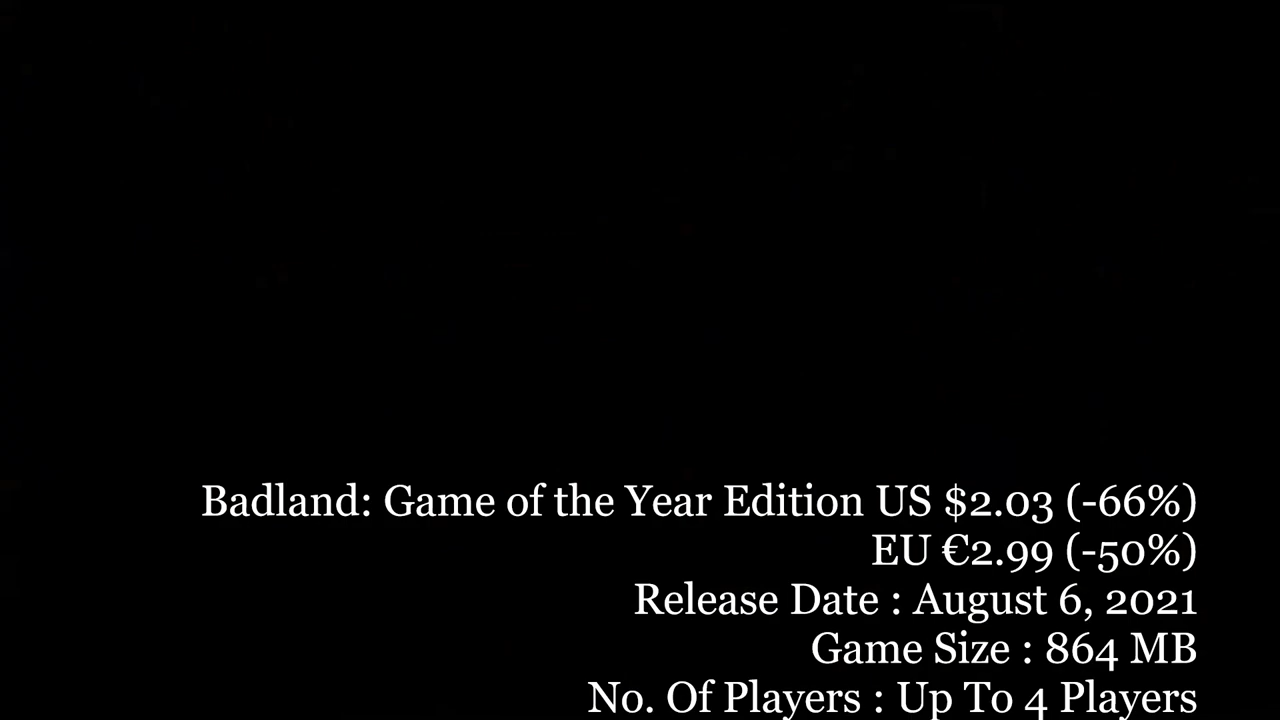 Badland: Game of the Year Edition US $2.03 (-66%)
EU €2.99 (-50%)
Release Date : August 6, 2021
Game Size : 864 MB
No. Of Players : Up To 4 Players